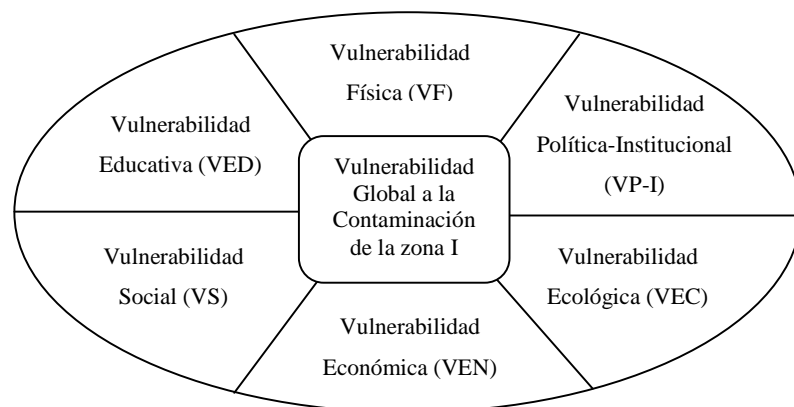 Vulnerabilidad
Física (VF)
Vulnerabilidad
Política-Institucional
(VP-I)
Vulnerabilidad
Educativa (VED)
Vulnerabilidad
Global a la
Contaminación
de la zona I
Vulnerabilidad
Social (VS)
Vulnerabilidad
Ecológica (VEC)
Vulnerabilidad
Económica (VEN)